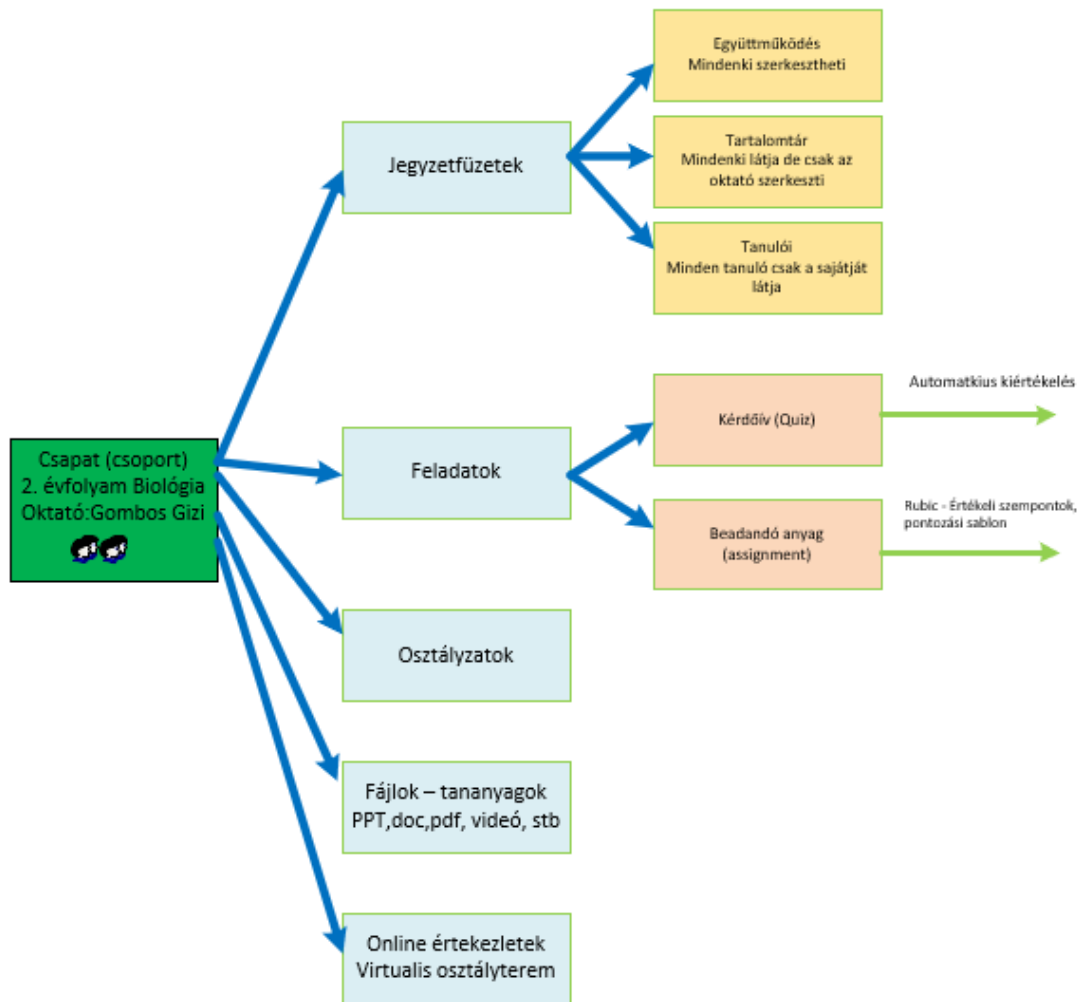 Együttműködés
Mindenki szerkesztheti
Tartalomtár
Mindenki látja de csak az
oktató szerkeszti
Jegyzetfüzetek
Tanulói
Minden tanuló csak a sajátját
látja
Automatkius kiértékelés
Kérdőív (Quiz)
Csapat (csoport)
2. évfolyam Biológia
Oktató:Gombos Gizi
Feladatok
Rubic - Értékeli szempontok,
pontozási sablon
Beadandó anyag
(assignment)
Osztályzatok
Fájlok – tananyagok
PPT,doc,pdf, videó, stb
Online értekezletek
Virtualis osztályterem